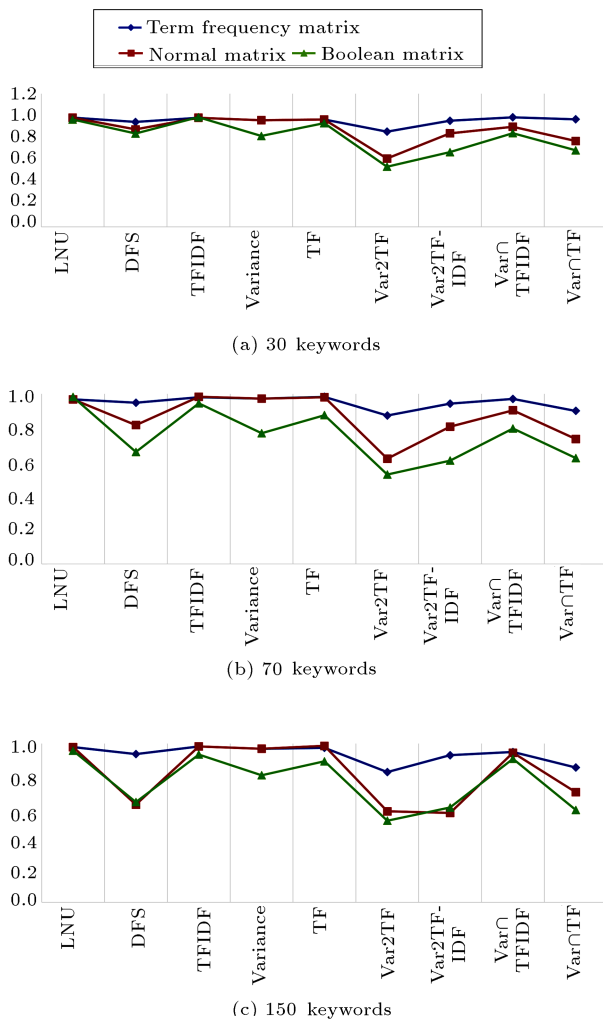 Term frequency matrix
Normal matrix Boolean matrix
1.2
1.0
0.8
0.6
0.4
0.2
0.0
LNU
DFS
TFIDF
Variance
TF
Var2TF
Var2TF-
IDF
Var∩
TFIDF
Var∩TF
(a) 30 keywords
1.0
0.8
0.6
0.4
0.2
0.0
LNU
DFS
TFIDF
Variance
TF
Var2TF
Var2TF-
IDF
Var∩
TFIDF
Var∩TF
(b) 70 keywords
1.0
0.8
0.6
0.4
0.2
0.0
LNU
DFS
TFIDF
Variance
TF
Var2TF
Var2TF-
IDF
Var∩
TFIDF
Var∩TF
(c) 150 keywords